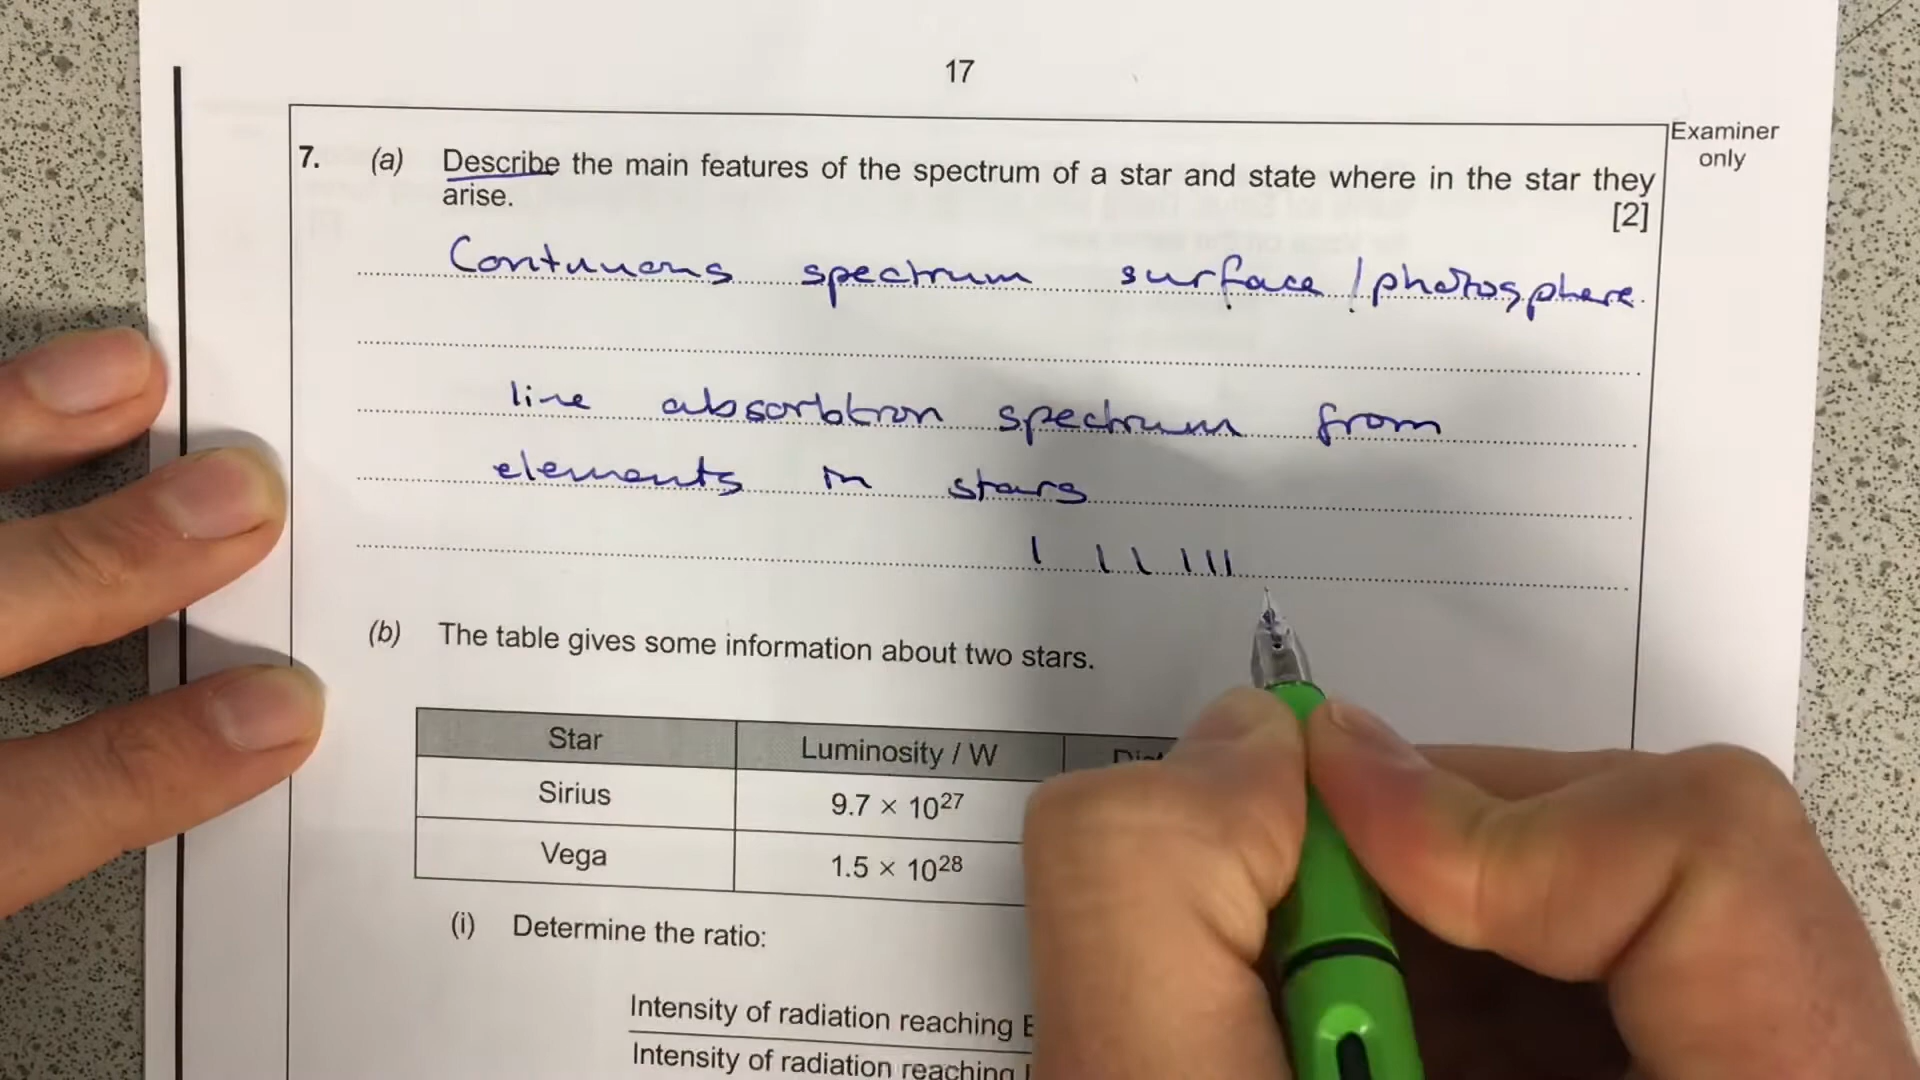 17
Examiner
only
7. (a) Describe the main features of the spectrum of a star and state where in the star they
arise.
[2]
Continuous spectrum surface / photosphere.
line absorbtion spectrum from
elements in stars
(b) The table gives some information about two stars.
Star Luminosity / W
Sirius 9.7 × 10²⁷
Vega 1.5 × 10²⁸
(i) Determine the ratio:
Intensity of radiation reaching
Intensity of radiation reaching